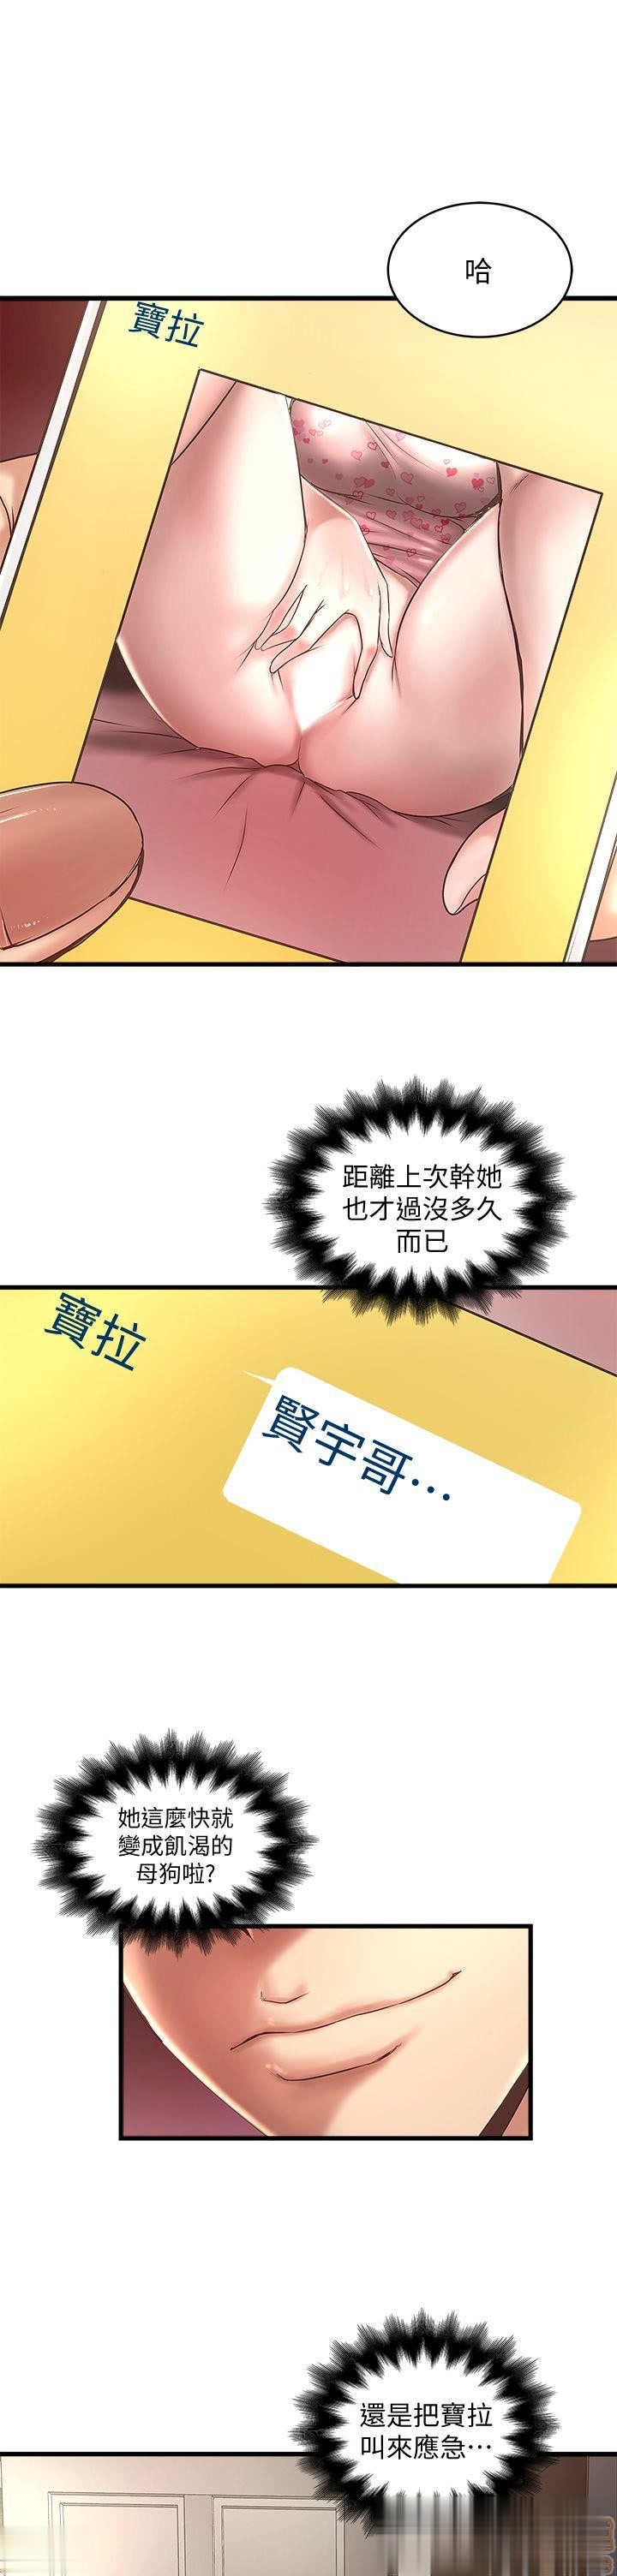 哈
寶拉
距離上次幹她
也才過沒多久
而已
寶拉
賢宇哥…
她這麼快就
變成飢渴的
母狗啦?
還是把寶拉
叫來應急…